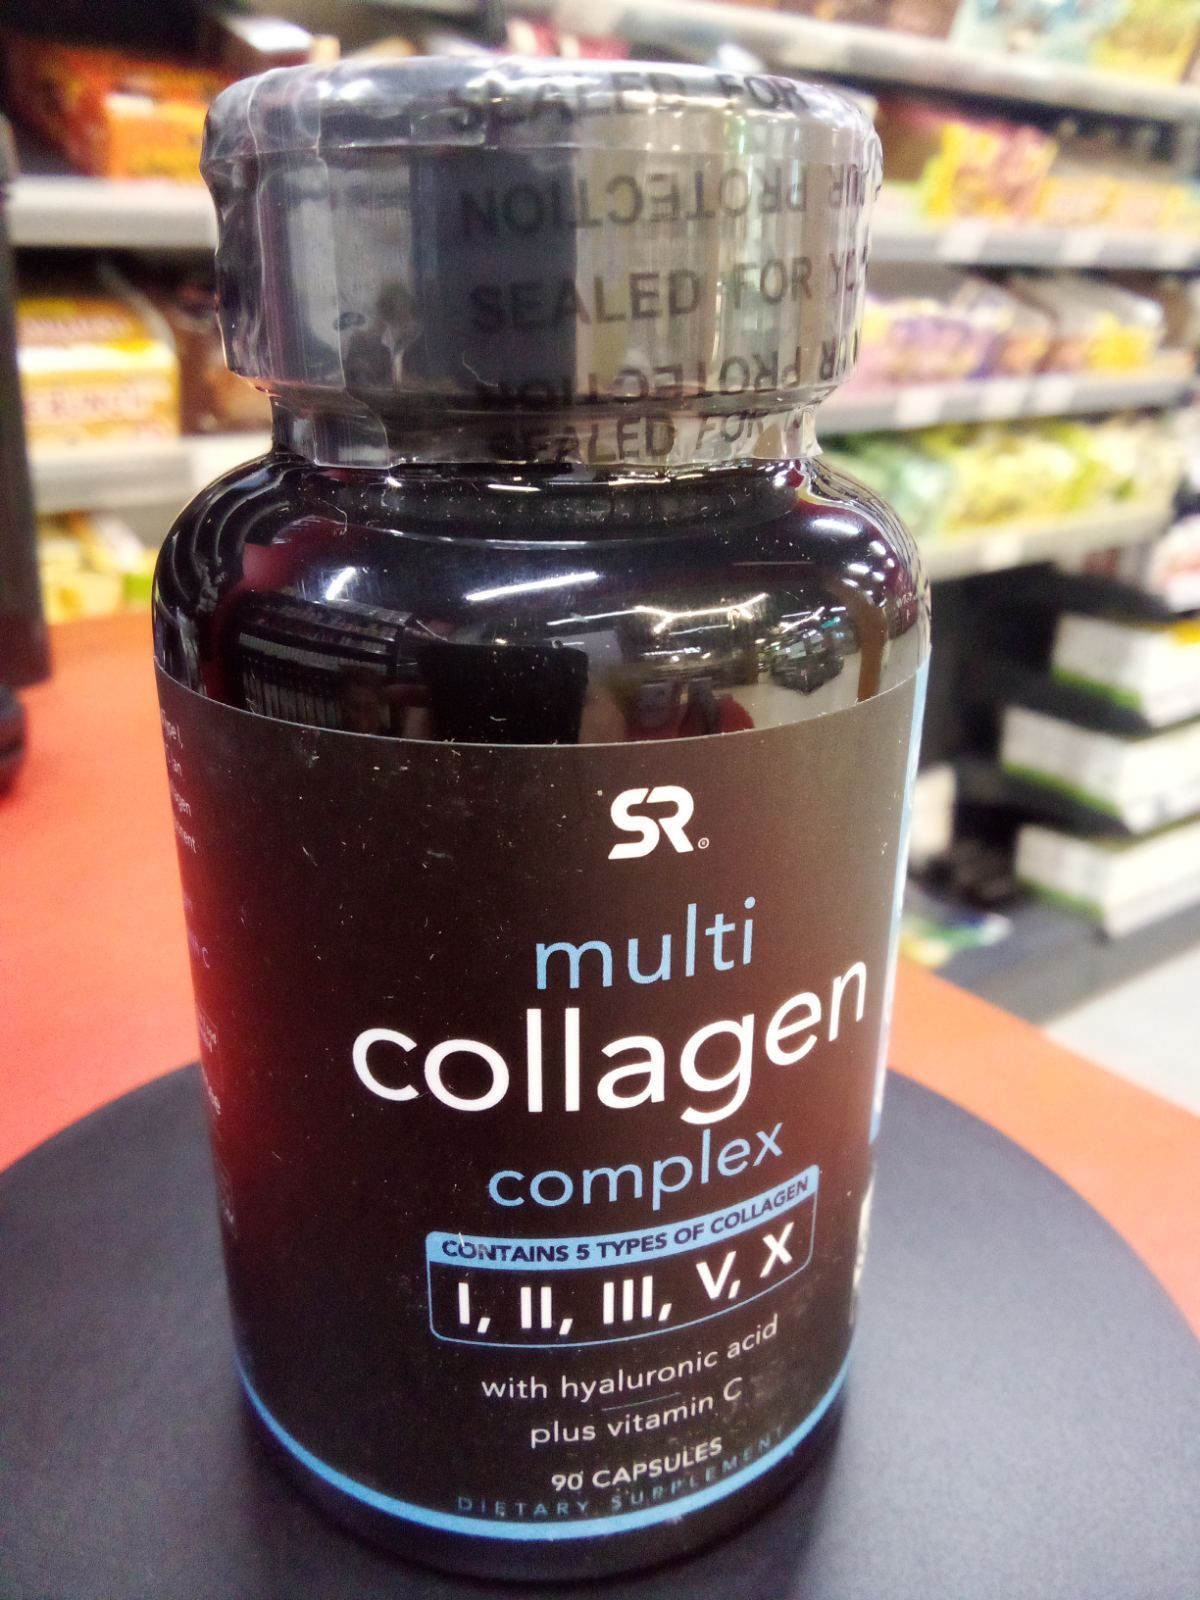 SEALED FOR
PROTECTION
SEALED FOR
PROTECTION
SEALED FOR
SR®
multi
collagen
complex
CONTAINS 5 TYPES OF COLLAGEN
I, II, III, V, X
with hyaluronic acid
plus vitamin C
90 CAPSULES
DIETARY SUPPLEMENT